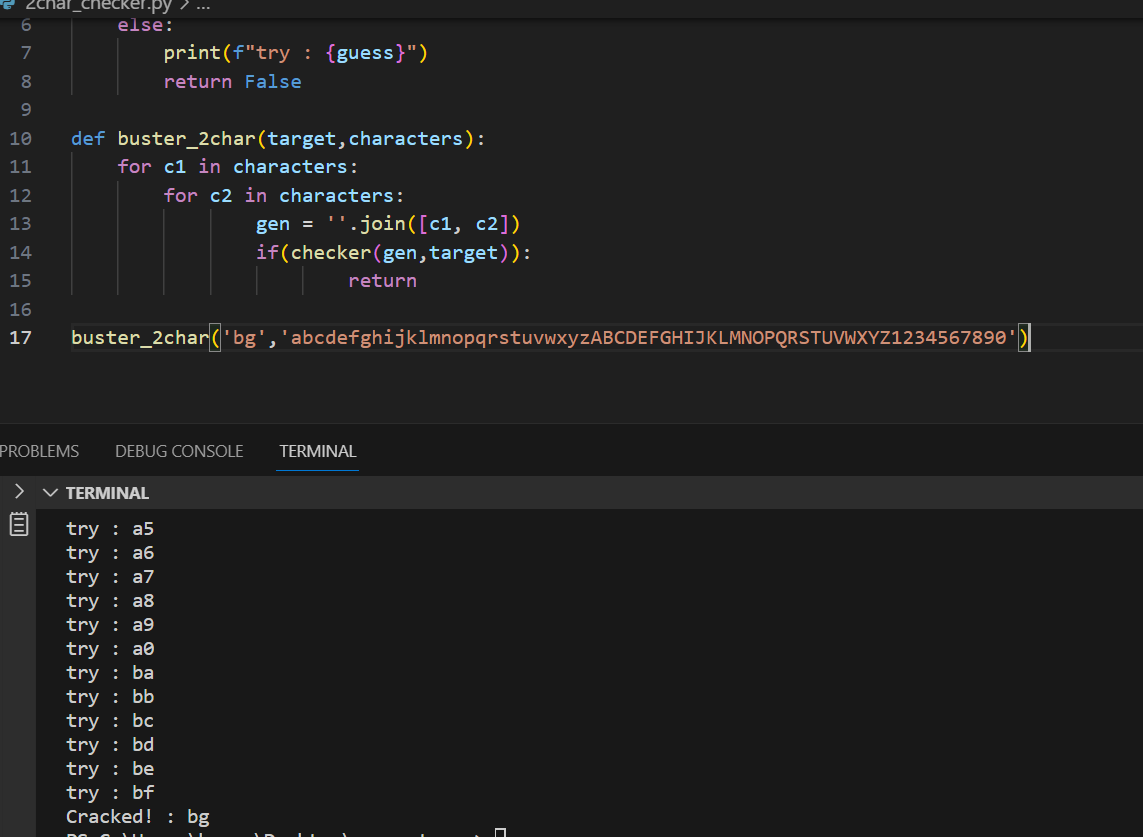 2char_checker.py > ...
6 else:
7 print(f"try : {guess}")
8 return False
9
10 def buster_2char(target,characters):
11 for c1 in characters:
12 for c2 in characters:
13 gen = ''.join([c1, c2])
14 if(checker(gen,target)):
15 return
16
17 buster_2char('bg','abcdefghijklmnopqrstuvwxyzABCDEFGHIJKLMNOPQRSTUVWXYZ1234567890')
PROBLEMS DEBUG CONSOLE TERMINAL
TERMINAL
try : a5
try : a6
try : a7
try : a8
try : a9
try : a0
try : ba
try : bb
try : bc
try : bd
try : be
try : bf
Cracked! : bg